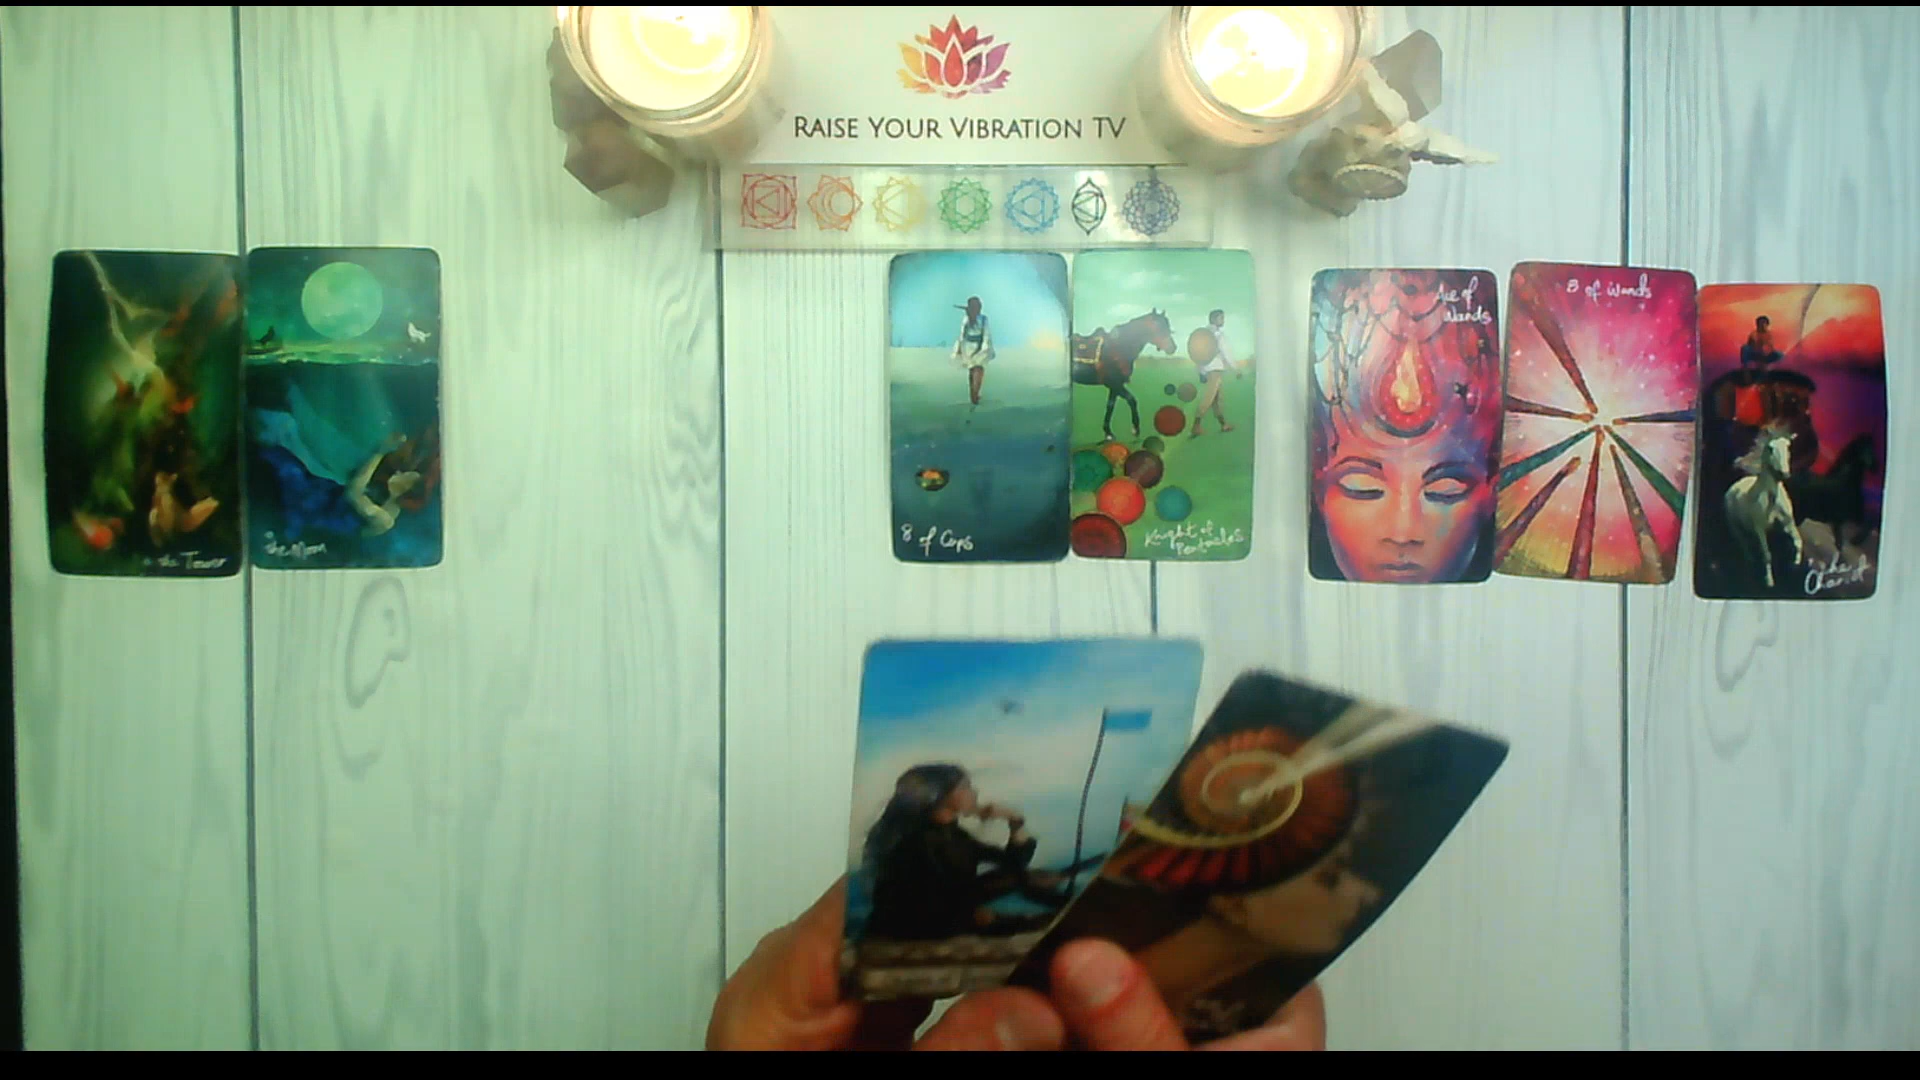 RAISE YOUR VIBRATION TV
Ace of
Wands
8 of Wands
the Tower
the Moon
8 of Cups
Knight of
Pentacles
the
Chariot